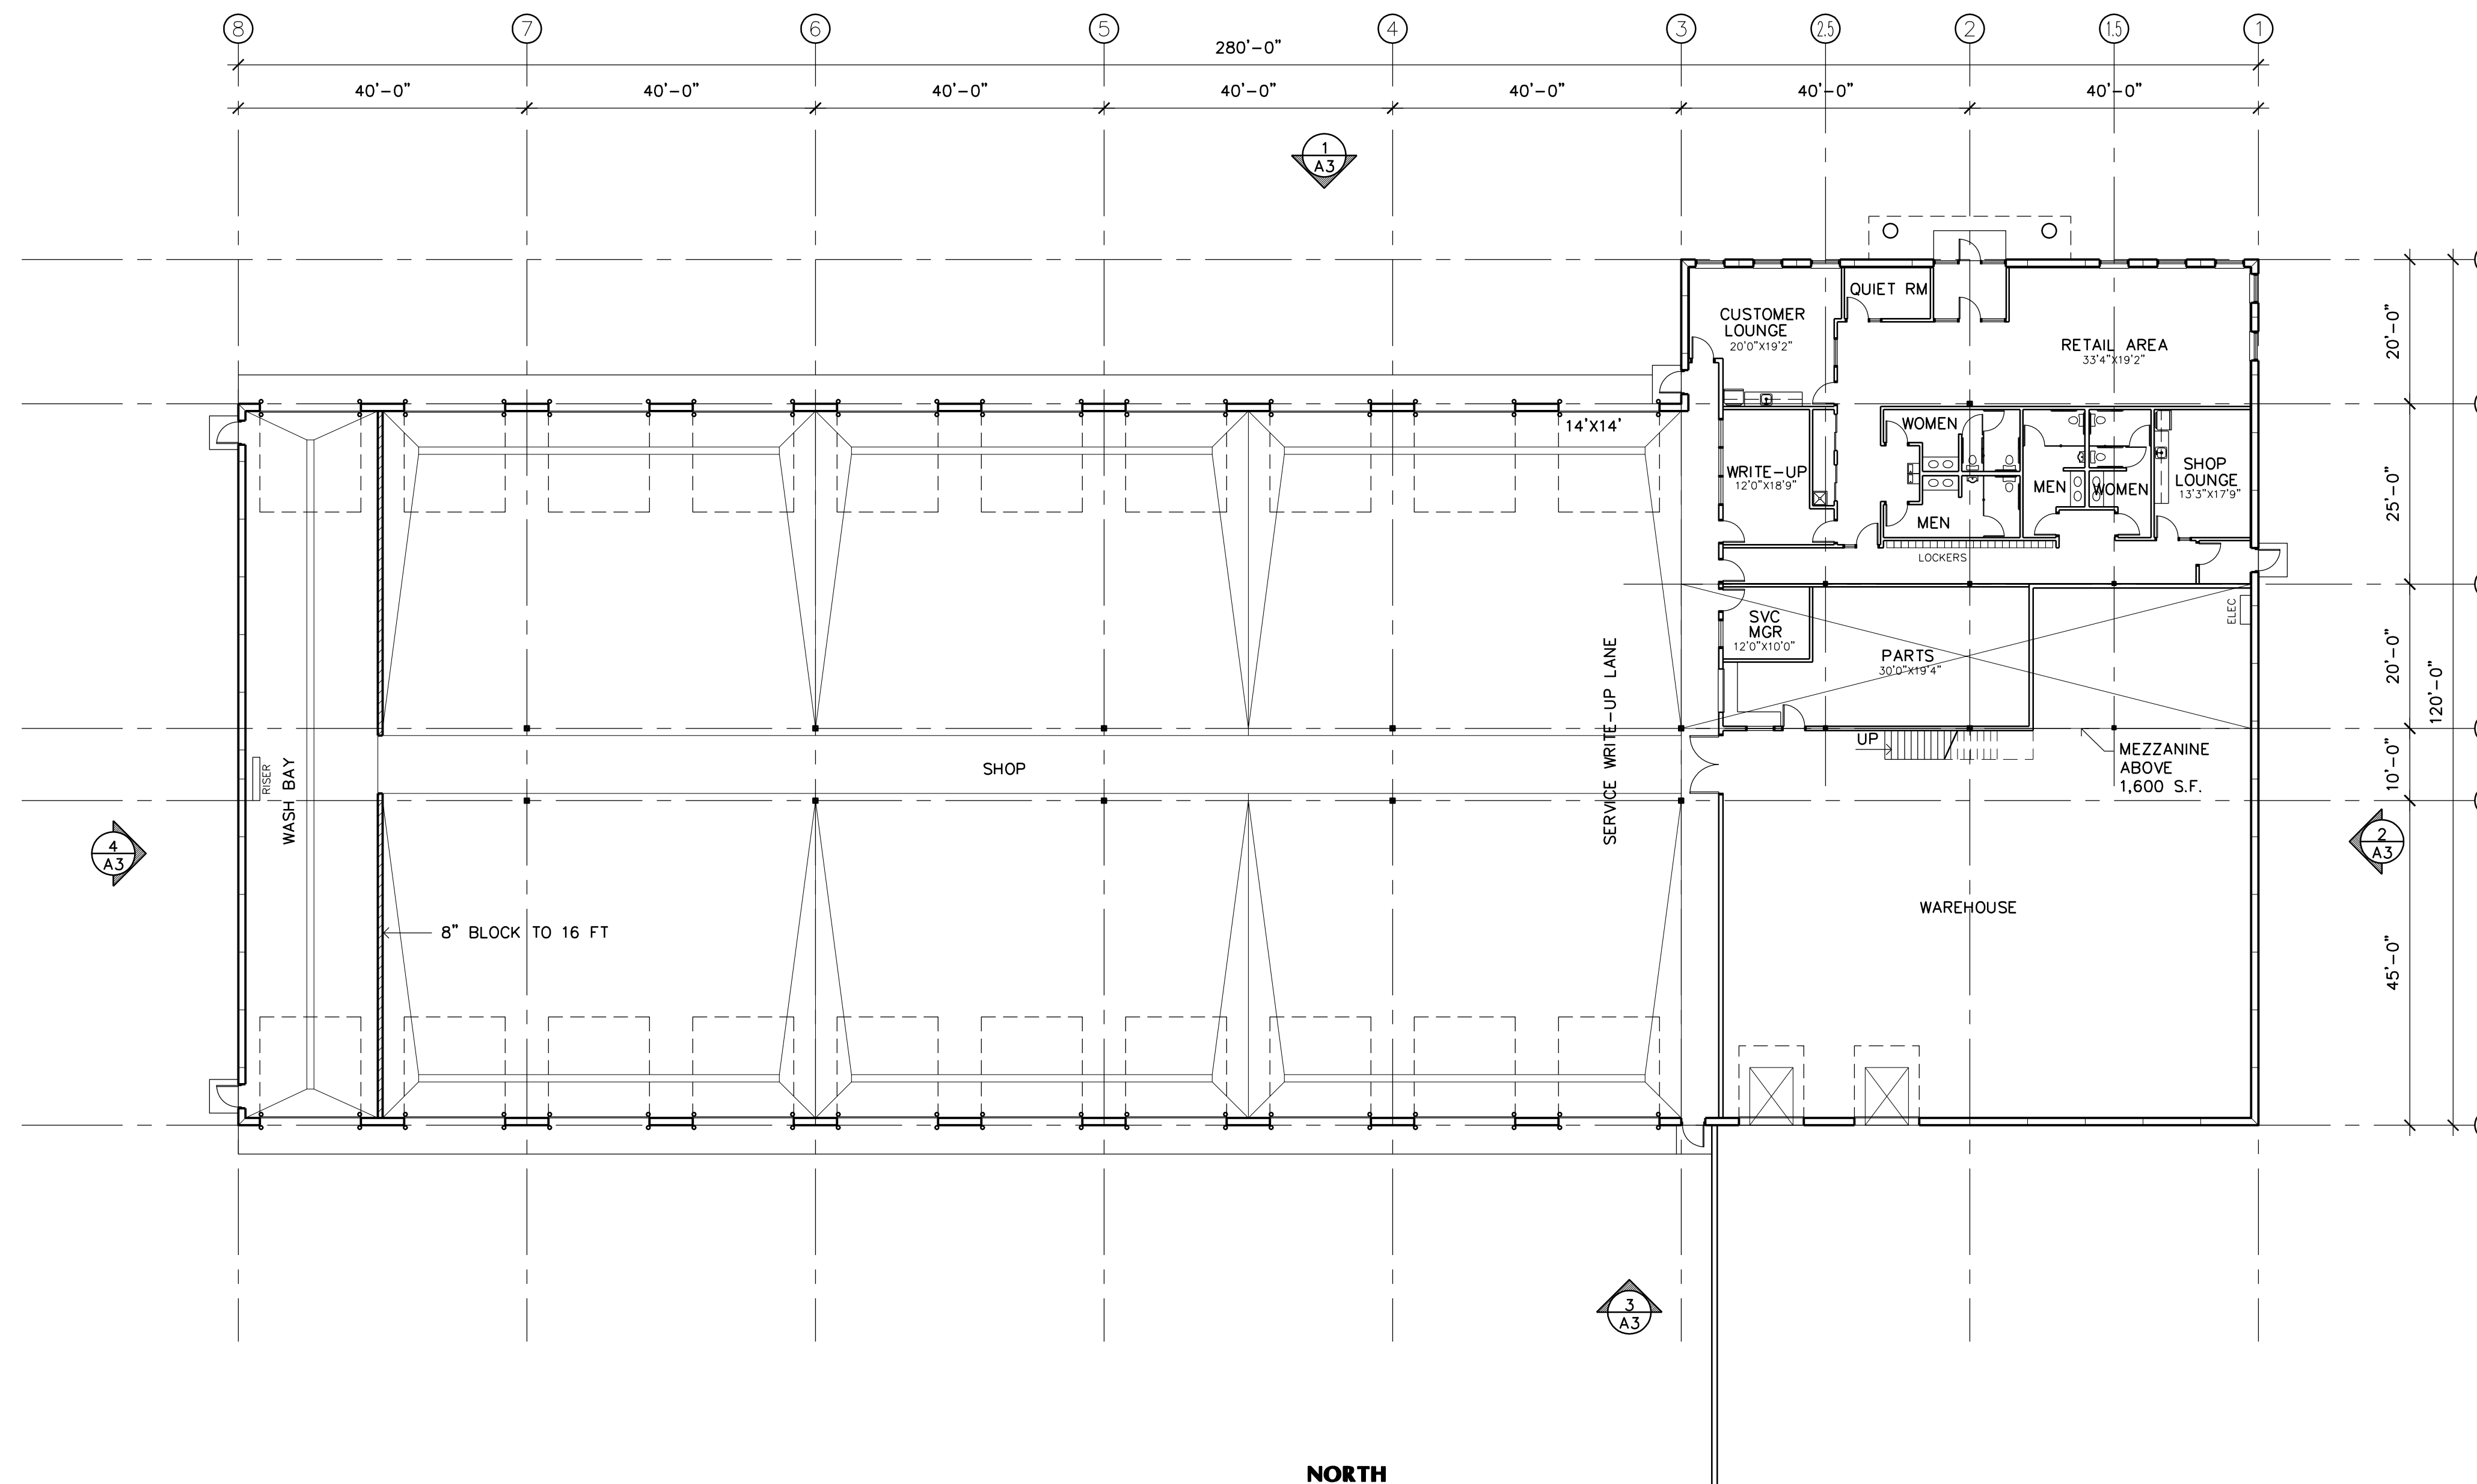 8 7 6 5 4 3 2.5 2 1.5 1
280'-0"
40'-0" 40'-0" 40'-0" 40'-0" 40'-0" 40'-0" 40'-0"
1
A3
QUIET RM
CUSTOMER
LOUNGE
20'0"X19'2"
RETAIL AREA
33'4"X19'2"
20'-0"
14'X14'
WOMEN
WRITE-UP
12'0"X18'9"
MEN
WOMEN
SHOP
LOUNGE
13'3"X17'9"
MEN
25'-0"
LOCKERS
ELEC
SVC
MGR
12'0"X10'0"
PARTS
30'0"X19'4"
20'-0"
120'-0"
SERVICE WRITE-UP LANE
UP
MEZZANINE
ABOVE
1,600 S.F.
10'-0"
SHOP
RISER
WASH BAY
4
A3
2
A3
8" BLOCK TO 16 FT
WAREHOUSE
45'-0"
3
A3
NORTH